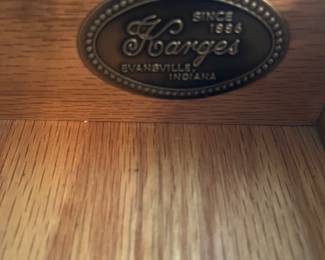 SINCE
1886
Karges
EVANSVILLE,
INDIANA